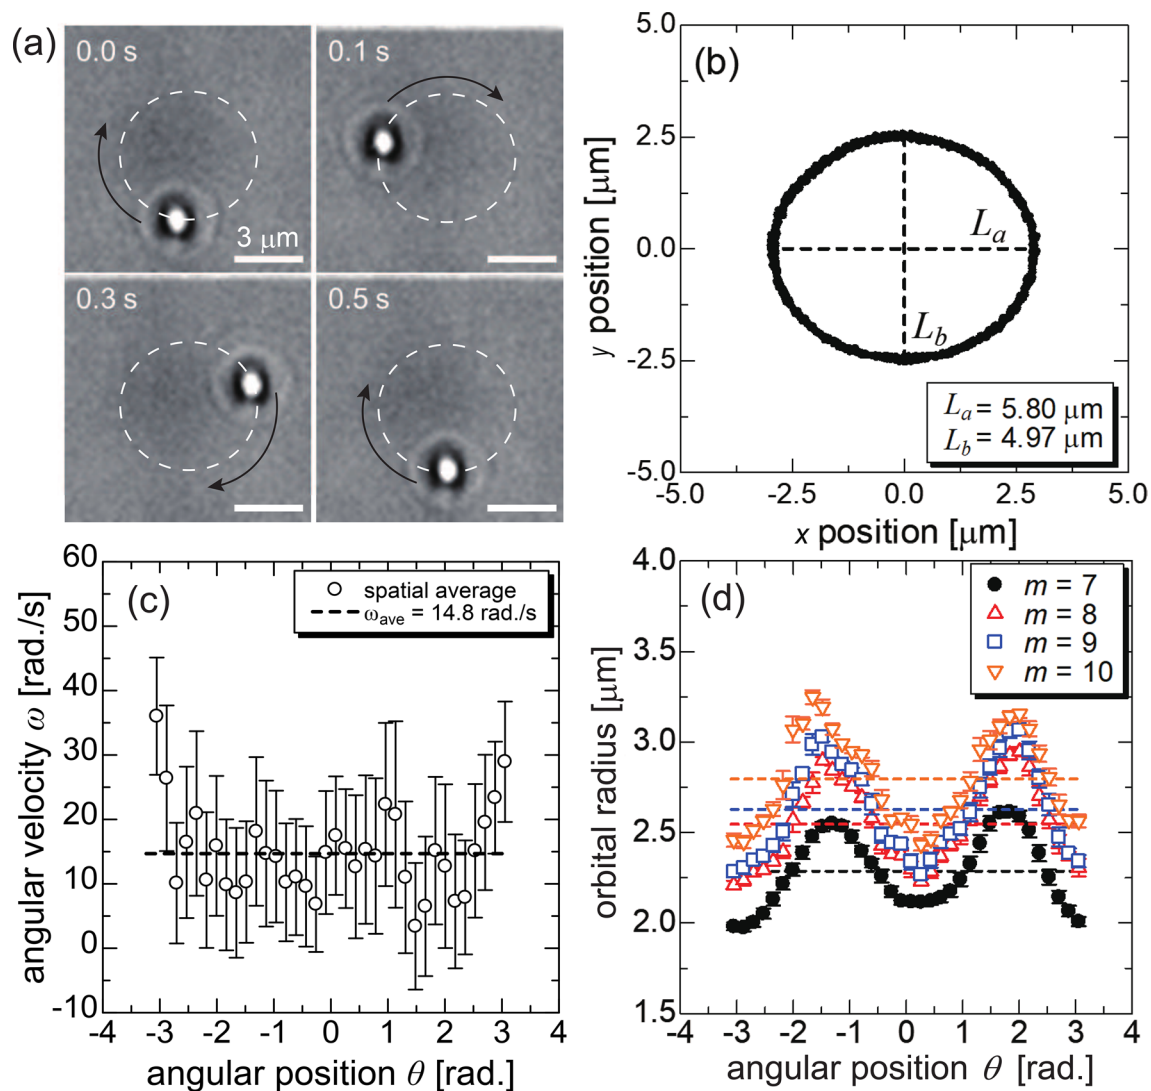 (a)
0.0 s
3 μm
0.1 s
0.3 s
0.5 s
(b)
5.0
2.5
0.0
-2.5
-5.0
y position [μm]
L_a
L_b
L_a = 5.80 μm
L_b = 4.97 μm
-5.0 -2.5 0.0 2.5 5.0
x position [μm]
(c)
60
50
40
30
20
10
0
-10
angular velocity ω [rad./s]
spatial average
ω_ave = 14.8 rad./s
-4 -3 -2 -1 0 1 2 3 4
angular position θ [rad.]
(d)
4.0
3.5
3.0
2.5
2.0
1.5
orbital radius [μm]
m = 7
m = 8
m = 9
m = 10
-4 -3 -2 -1 0 1 2 3 4
angular position θ [rad.]